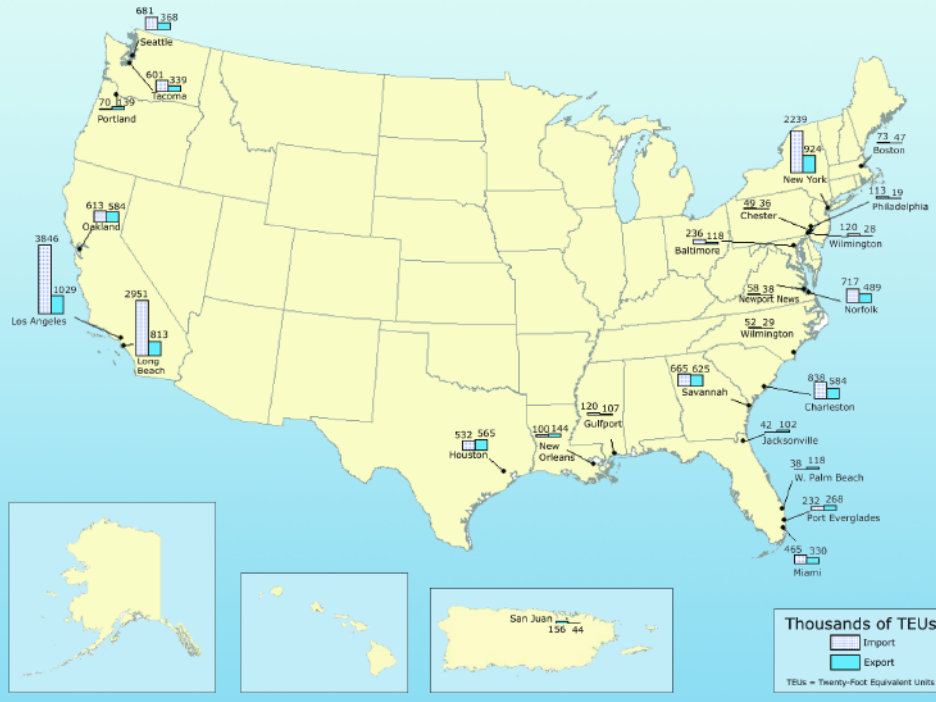 681 368
Seattle
601 339
Tacoma
70 139
Portland
613 584
Oakland
3846
1029
Los Angeles
2951
813
Long
Beach
2239
924
New York
73 47
Boston
113 19
Philadelphia
49 36
Chester
120 28
Wilmington
236 118
Baltimore
58 38
Newport News
717 489
Norfolk
52 29
Wilmington
665 625
Savannah
838 584
Charleston
120 107
Gulfport
532 565
Houston
100 144
New
Orleans
42 102
Jacksonville
38 118
W. Palm Beach
232 268
Port Everglades
465 330
Miami
San Juan
156 44
Thousands of TEUs
Import
Export
TEUs = Twenty-Foot Equivalent Units